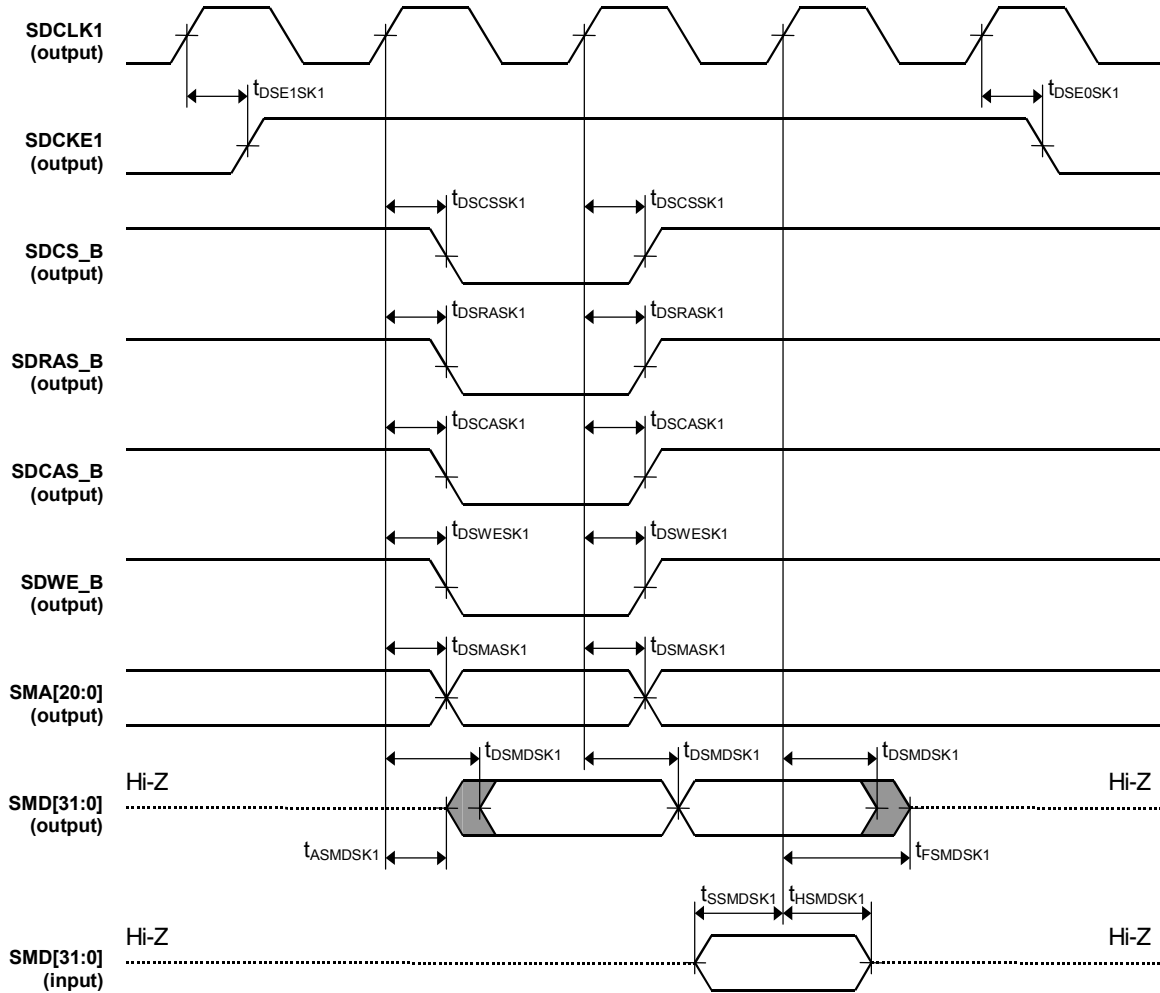 SDCLK1
(output)
tDSE1SK1
tDSE0SK1
SDCKE1
(output)
tDSCSSK1
tDSCSSK1
SDCS_B
(output)
tDSRASK1
tDSRASK1
SDRAS_B
(output)
tDSCASK1
tDSCASK1
SDCAS_B
(output)
tDSWESK1
tDSWESK1
SDWE_B
(output)
tDSMASK1
tDSMASK1
SMA[20:0]
(output)
tDSMDSK1
tDSMDSK1
tDSMDSK1
Hi-Z
Hi-Z
SMD[31:0]
(output)
tASMDSK1
tFSMDSK1
tSSMDSK1
tHSMDSK1
Hi-Z
Hi-Z
SMD[31:0]
(input)